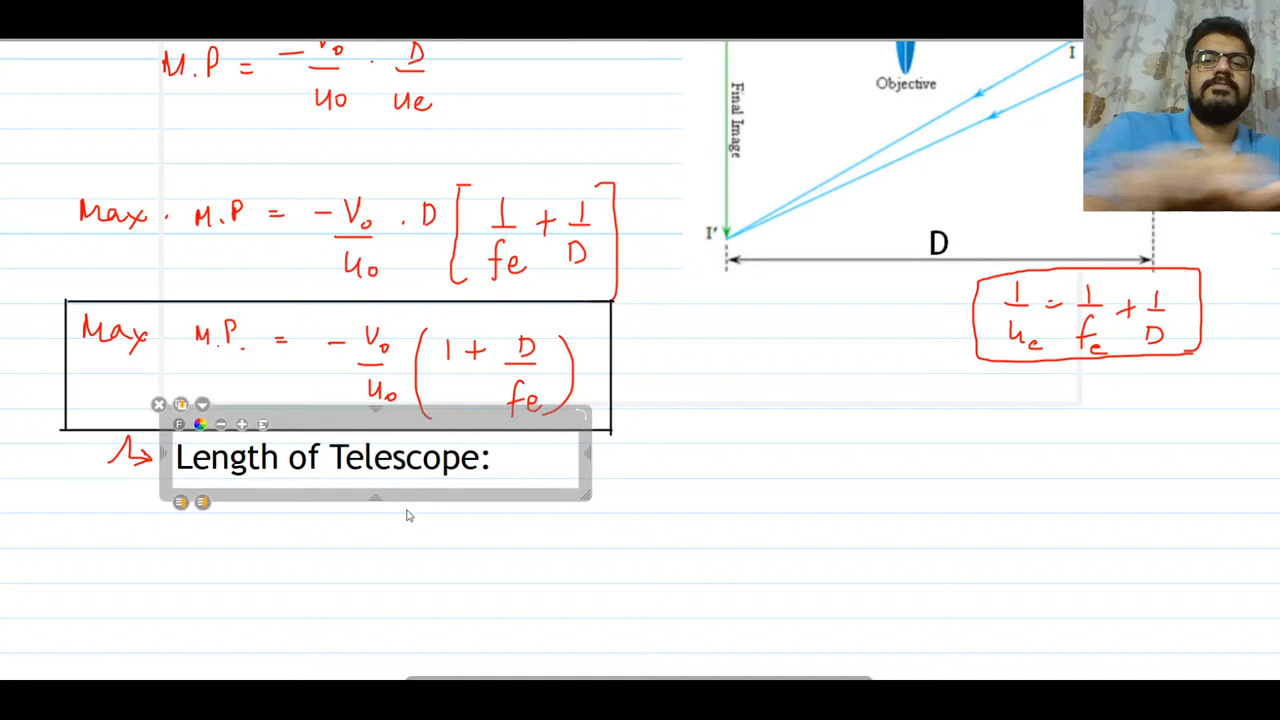 M.P = -V₀/u₀ · D/ue
Max. M.P = -V₀/u₀ · D [1/fe + 1/D]
Max M.P. = -V₀/u₀ (1 + D/fe)
Length of Telescope:
Objective
I
Final Image
I'
D
1/ue = 1/fe + 1/D
F